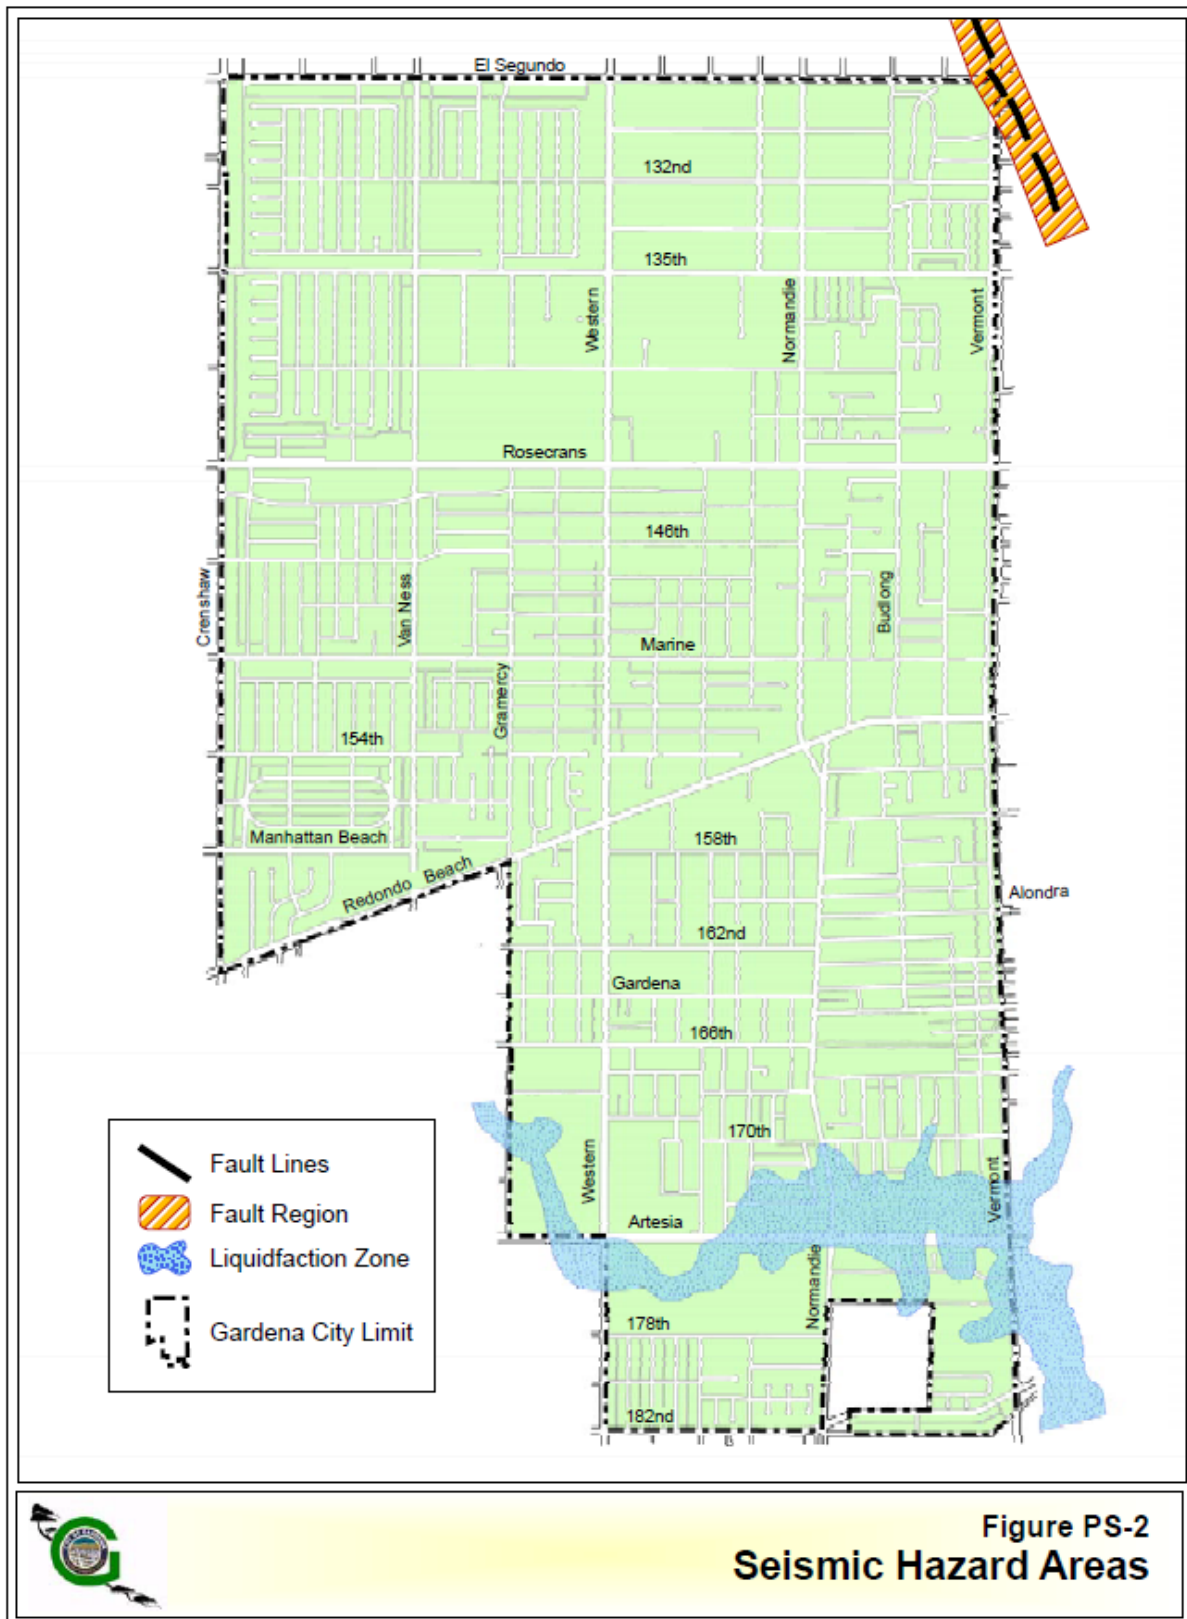 El Segundo
132nd
135th
Western
Normandie
Vermont
Rosecrans
146th
Crenshaw
Van Ness
Budlong
Marine
Gramercy
154th
Manhattan Beach
158th
Redondo Beach
Alondra
162nd
Gardena
166th
170th
Western
Vermont
Artesia
Normandie
178th
182nd
Fault Lines
Fault Region
Liquidfaction Zone
Gardena City Limit
G
Figure PS-2
Seismic Hazard Areas